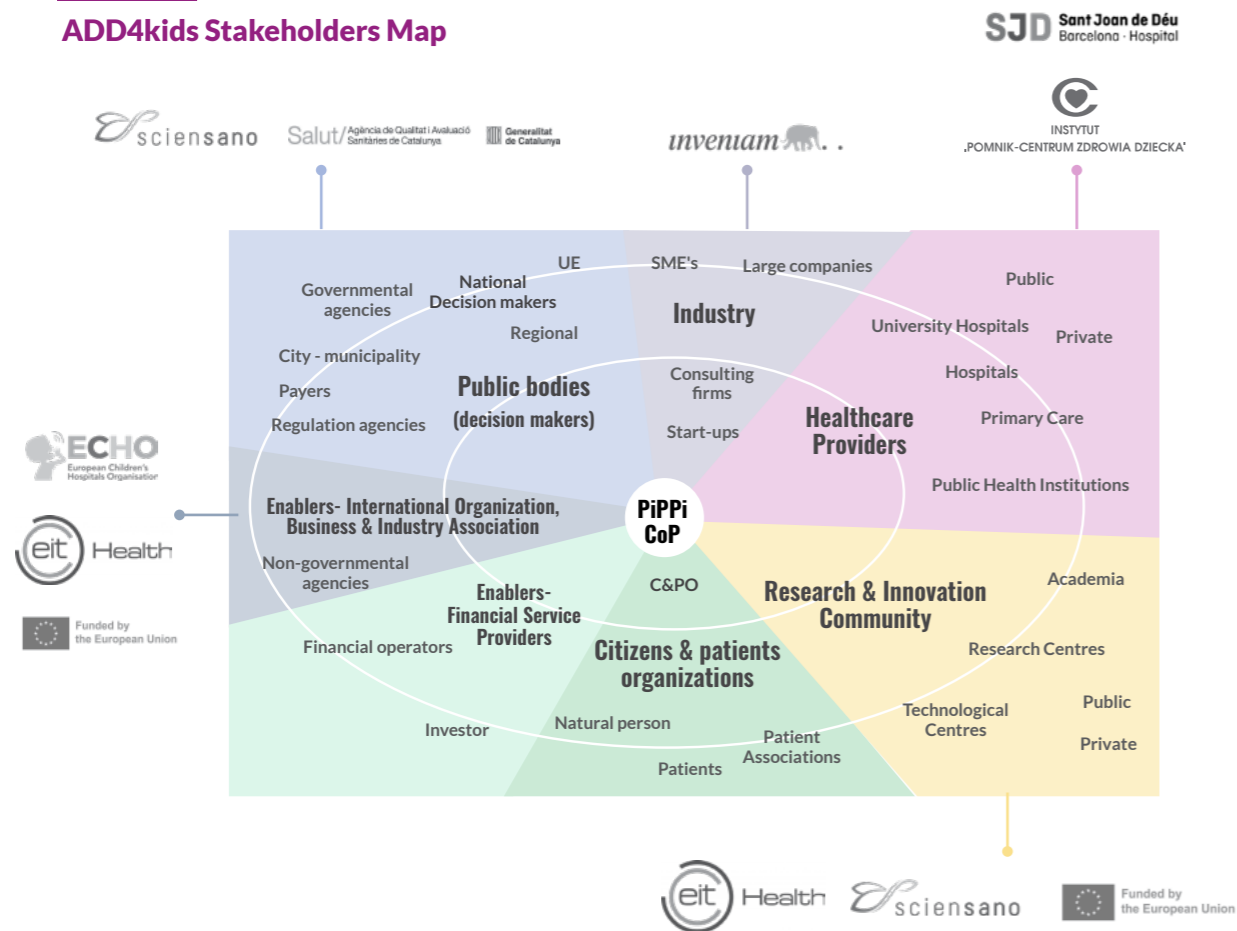 ADD4kids Stakeholders Map
SJD Sant Joan de Déu
Barcelona · Hospital
sciensano
Salut/ Agència de Qualitat i Avaluació
Sanitàries de Catalunya
Generalitat
de Catalunya
inveniam . .
INSTYTUT
„POMNIK-CENTRUM ZDROWIA DZIECKA"
UE
SME's
Large companies
Public
National
Decision makers
Governmental
agencies
Industry
University Hospitals
Private
Regional
City - municipality
Hospitals
Consulting
firms
Payers
Public bodies
(decision makers)
Healthcare
Providers
Primary Care
Regulation agencies
Start-ups
ECHO
European Children's
Hospitals Organisation
Public Health Institutions
PiPPi
CoP
Enablers- International Organization,
Business & Industry Association
eit Health
Non-governmental
agencies
C&PO
Academia
Enablers-
Financial Service
Providers
Research & Innovation
Community
Funded by
the European Union
Financial operators
Citizens & patients
organizations
Research Centres
Public
Technological
Centres
Natural person
Investor
Patient
Associations
Private
Patients
eit Health
sciensano
Funded by
the European Union